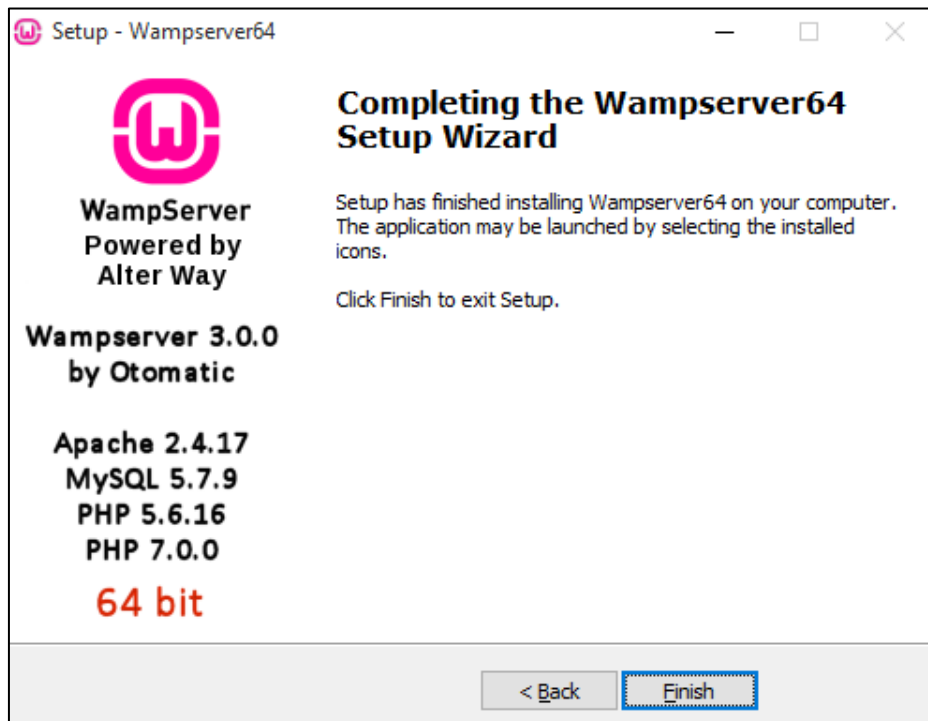 Setup - Wampserver64
WampServer
Powered by
Alter Way
Wampserver 3.0.0
by Otomatic
Apache 2.4.17
MySQL 5.7.9
PHP 5.6.16
PHP 7.0.0
64 bit
Completing the Wampserver64
Setup Wizard
Setup has finished installing Wampserver64 on your computer.
The application may be launched by selecting the installed
icons.
Click Finish to exit Setup.
< Back
Finish